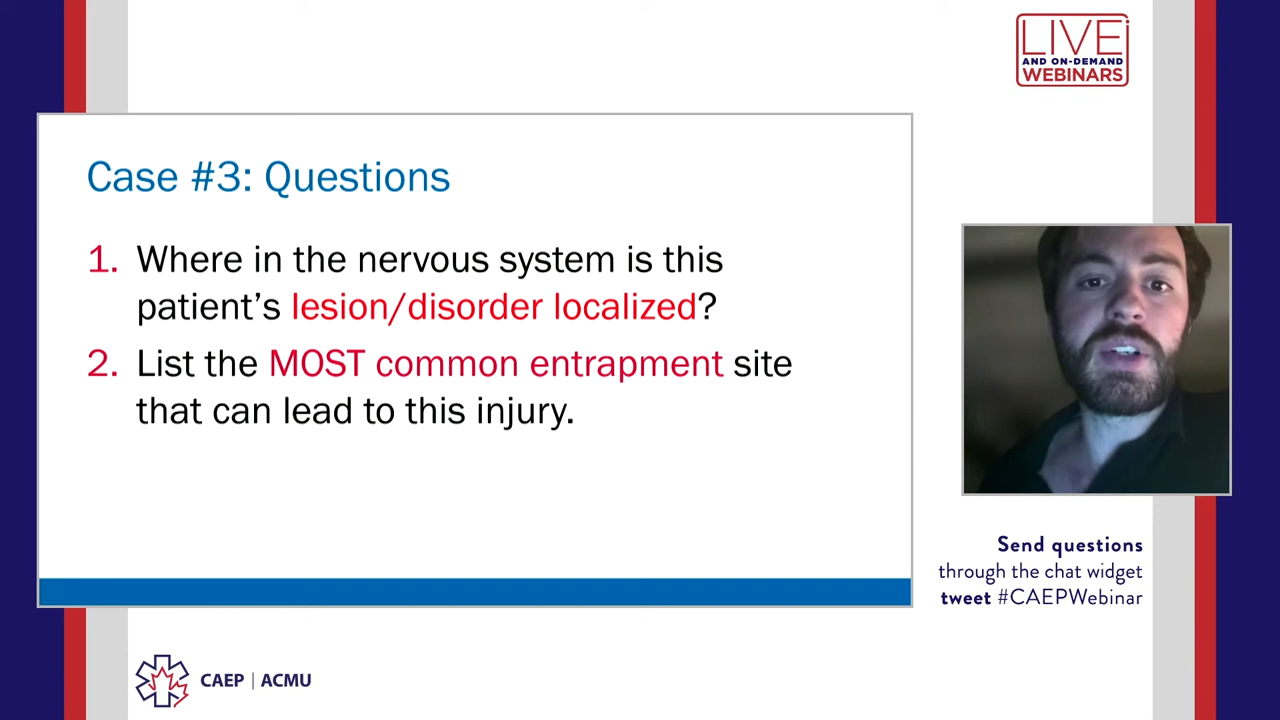 LIVE
AND ON-DEMAND
WEBINARS
Case #3: Questions
1. Where in the nervous system is this
patient’s lesion/disorder localized?
2. List the MOST common entrapment site
that can lead to this injury.
Send questions
through the chat widget
tweet #CAEPWebinar
CAEP | ACMU